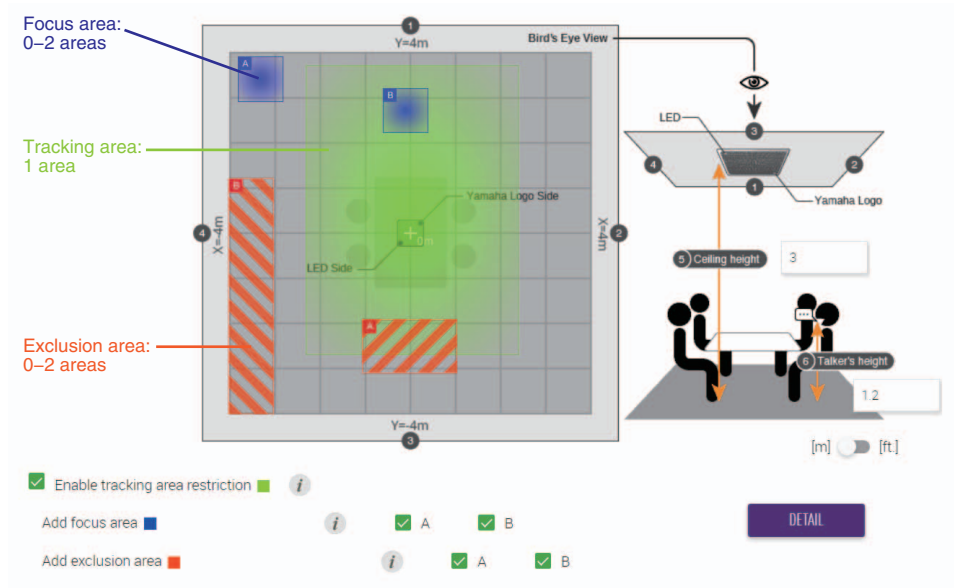 Focus area:
0–2 areas
1
Y=4m
Bird's Eye View
A
B
LED
3
4
2
1
Yamaha Logo
Tracking area:
1 area
B
Yamaha Logo Side
4
X=-4m
0m
X=4m
2
LED Side
5 Ceiling height
3
Exclusion area:
0–2 areas
A
6 Talker's height
1.2
Y=-4m
3
[m] [ft.]
Enable tracking area restriction i
Add focus area i A B
DETAIL
Add exclusion area i A B